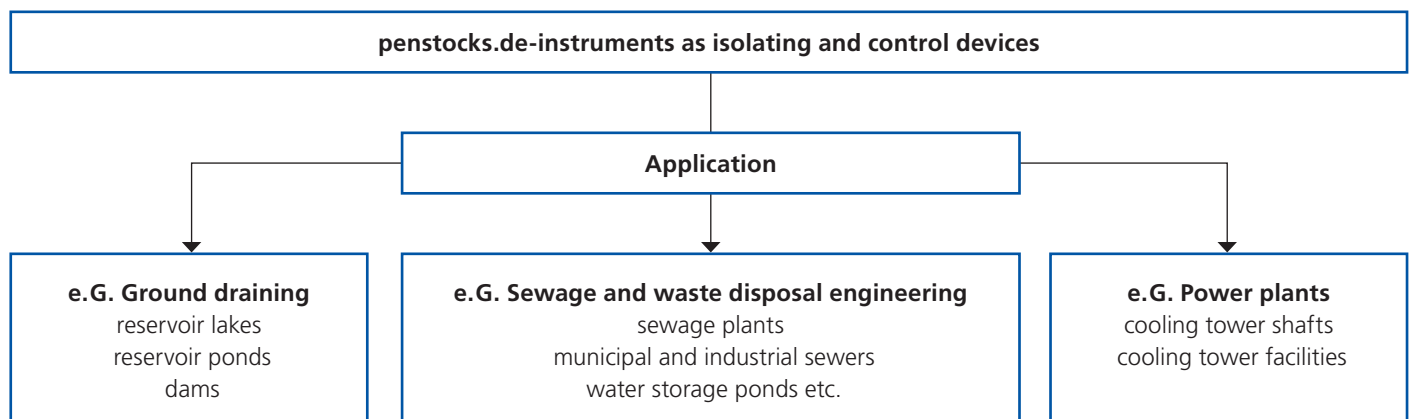 penstocks.de-instruments as isolating and control devices
Application
e.G. Ground draining
reservoir lakes
reservoir ponds
dams
e.G. Sewage and waste disposal engineering
sewage plants
municipal and industrial sewers
water storage ponds etc.
e.G. Power plants
cooling tower shafts
cooling tower facilities